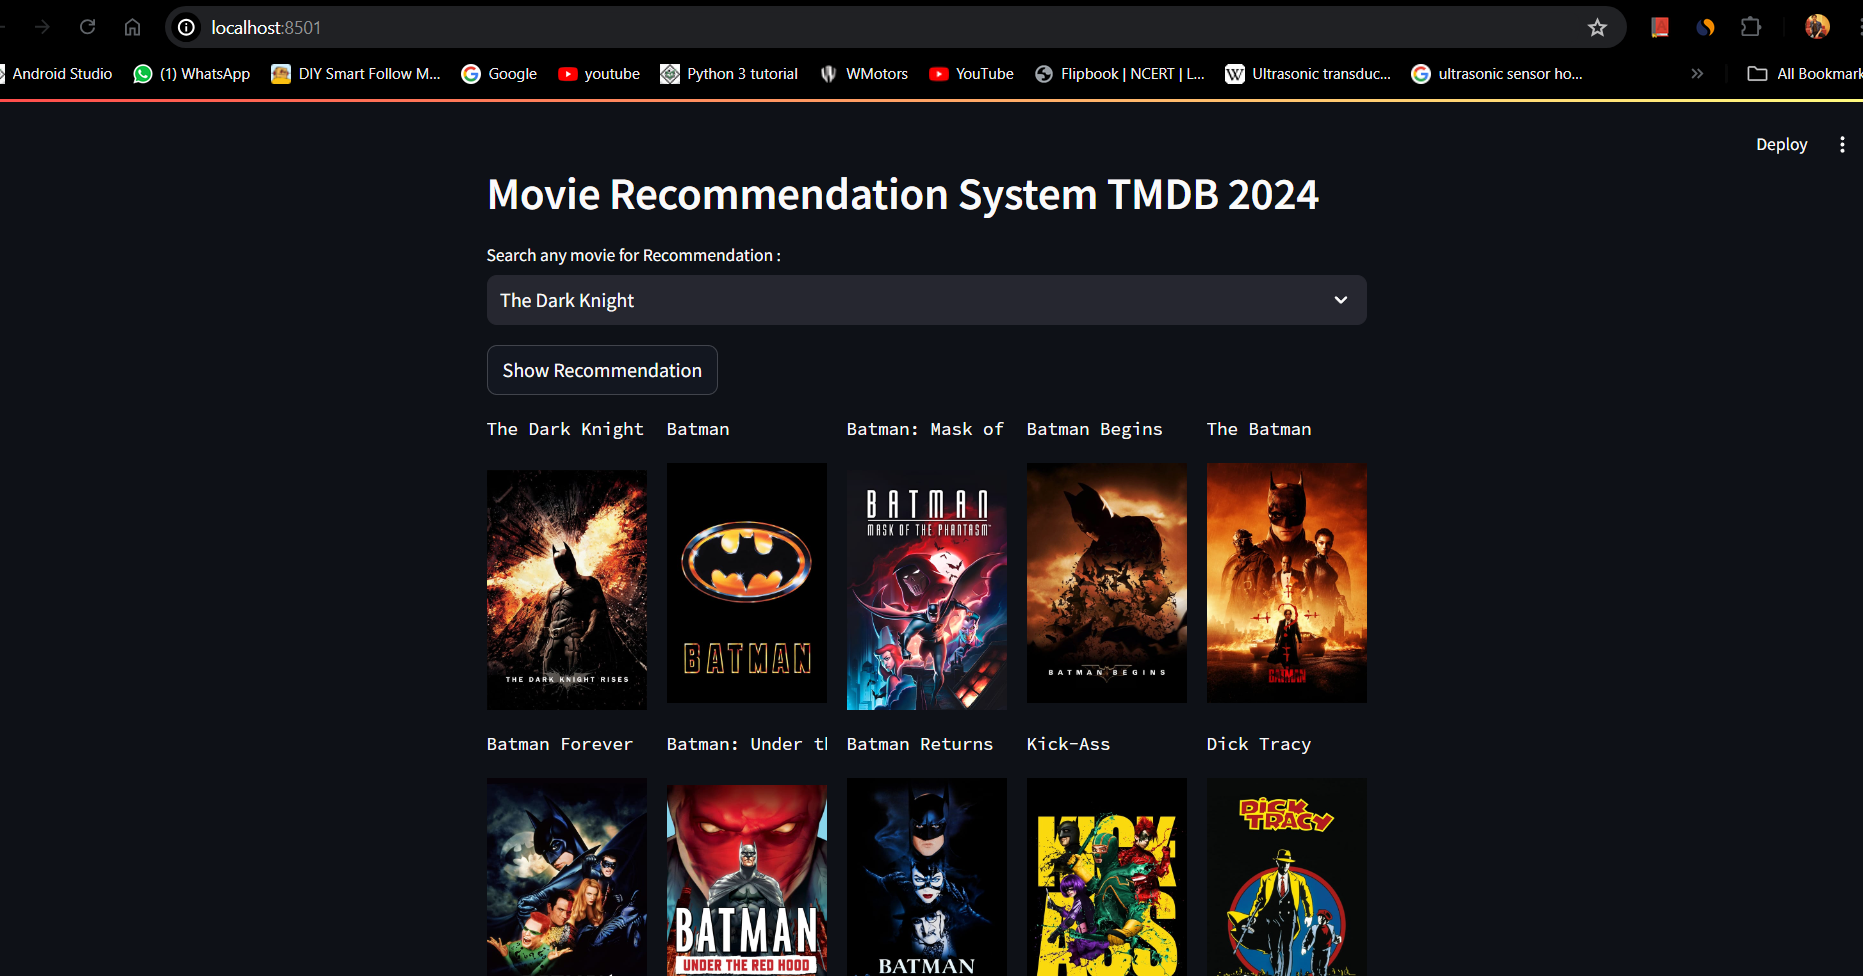 localhost:8501
Android Studio (1) WhatsApp DIY Smart Follow M... Google youtube Python 3 tutorial WMotors YouTube Flipbook | NCERT | L... Ultrasonic transduc... ultrasonic sensor ho... » All Bookmark
Deploy
Movie Recommendation System TMDB 2024
Search any movie for Recommendation :
The Dark Knight
Show Recommendation
The Dark Knight Batman Batman: Mask of Batman Begins The Batman
THE DARK KNIGHT RISES
BATMAN
BATMAN
MASK OF THE PHANTASM
BATMAN BEGINS
BATMAN
Batman Forever Batman: Under th Batman Returns Kick-Ass Dick Tracy
BATMAN
UNDER THE RED HOOD
BATMAN
KICK-
ASS
DICK
TRACY